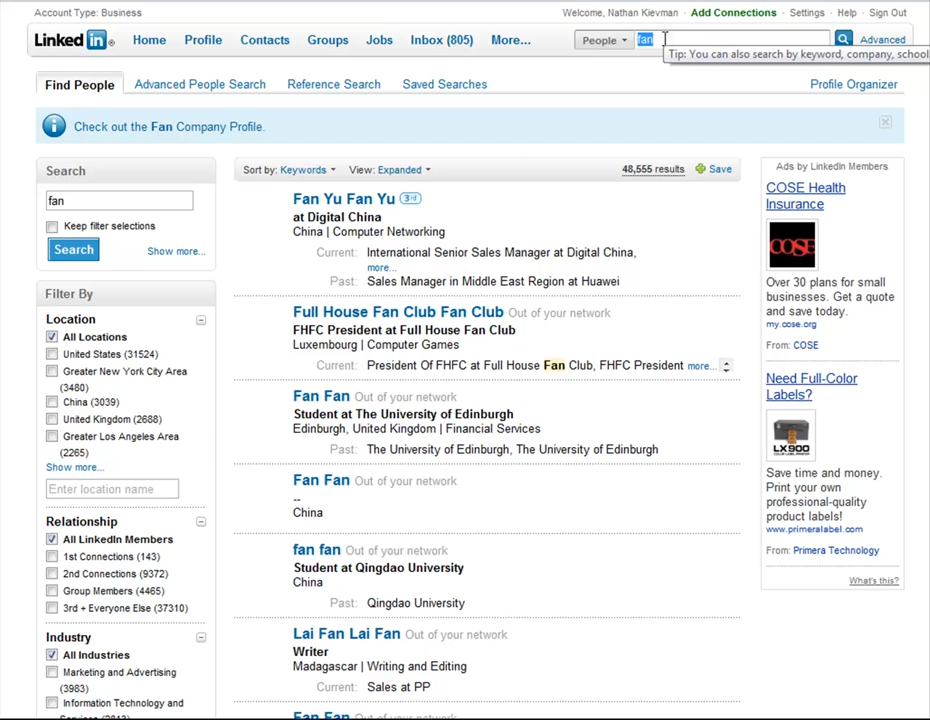 Account Type: Business
Welcome, Nathan Kievman · Add Connections · Settings · Help · Sign Out
Linked in ® Home Profile Contacts Groups Jobs Inbox (805) More... People fan Advanced
Tip: You can also search by keyword, company, school
Find People Advanced People Search Reference Search Saved Searches Profile Organizer
Check out the Fan Company Profile.
Search
fan
Keep filter selections
Search Show more...
Filter By
Location
All Locations
United States (31524)
Greater New York City Area
(3480)
China (3039)
United Kingdom (2688)
Greater Los Angeles Area
(2265)
Show more...
Enter location name
Relationship
All LinkedIn Members
1st Connections (143)
2nd Connections (9372)
Group Members (4465)
3rd + Everyone Else (37310)
Industry
All Industries
Marketing and Advertising
(3983)
Information Technology and
Sort by: Keywords View: Expanded 48,555 results Save
Fan Yu Fan Yu 3rd
at Digital China
China | Computer Networking
Current: International Senior Sales Manager at Digital China,
more...
Past: Sales Manager in Middle East Region at Huawei
Full House Fan Club Fan Club Out of your network
FHFC President at Full House Fan Club
Luxembourg | Computer Games
Current: President Of FHFC at Full House Fan Club, FHFC President more...
Fan Fan Out of your network
Student at The University of Edinburgh
Edinburgh, United Kingdom | Financial Services
Past: The University of Edinburgh, The University of Edinburgh
Fan Fan Out of your network
--
China
fan fan Out of your network
Student at Qingdao University
China
Past: Qingdao University
Lai Fan Lai Fan Out of your network
Writer
Madagascar | Writing and Editing
Current: Sales at PP
Fan Fan Out of your network
Ads by LinkedIn Members
COSE Health
Insurance
COSE
Over 30 plans for small
businesses. Get a quote
and save today.
my.cose.org
From: COSE
Need Full-Color
Labels?
LX900
Save time and money.
Print your own
professional-quality
product labels!
www.primeralabel.com
From: Primera Technology
What's this?